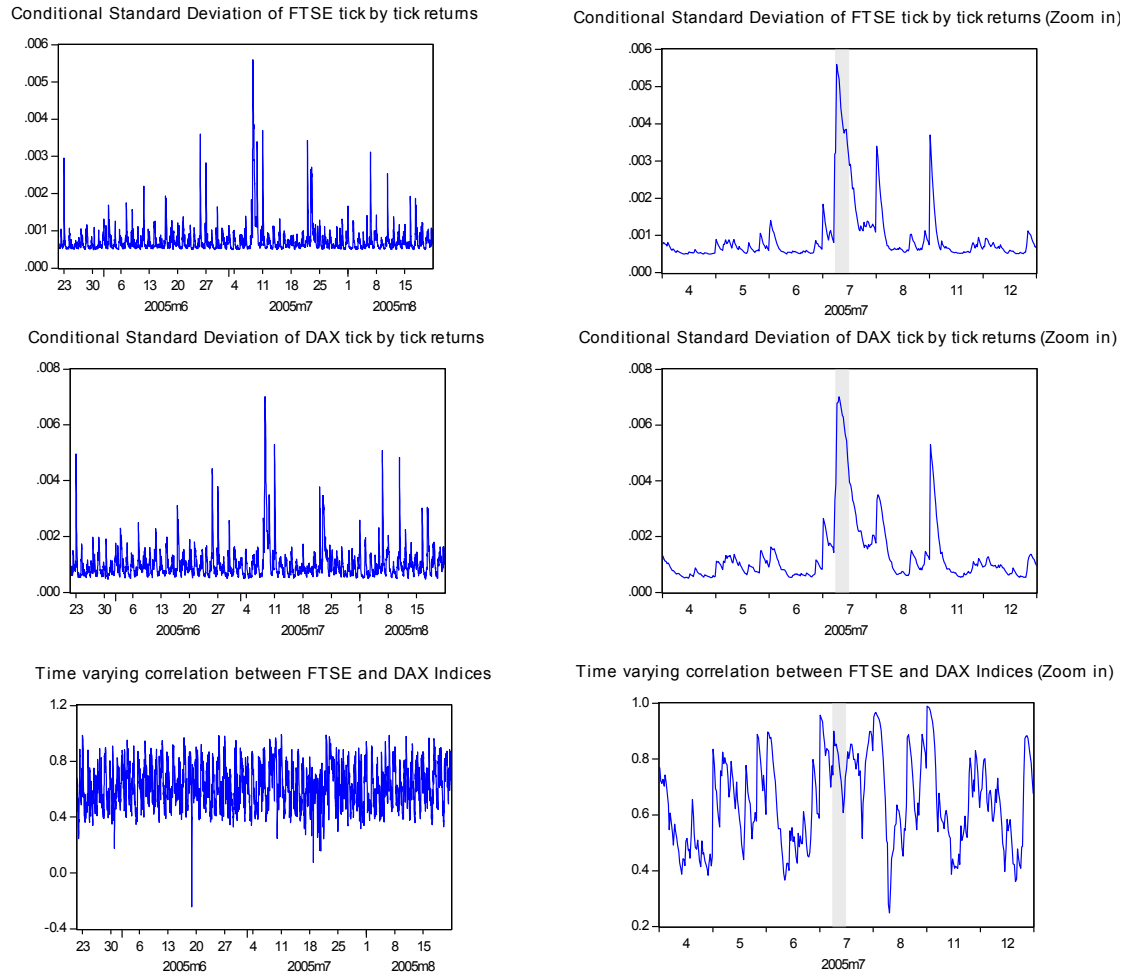 Conditional Standard Deviation of FTSE tick by tick returns
.006
.005
.004
.003
.002
.001
.000
23 30 6 13 20 27 4 11 18 25 1 8 15
2005m6 2005m7 2005m8
Conditional Standard Deviation of FTSE tick by tick returns (Zoom in)
.006
.005
.004
.003
.002
.001
.000
4 5 6 7 8 11 12
2005m7
Conditional Standard Deviation of DAX tick by tick returns
.008
.006
.004
.002
.000
23 30 6 13 20 27 4 11 18 25 1 8 15
2005m6 2005m7 2005m8
Conditional Standard Deviation of DAX tick by tick returns (Zoom in)
.008
.006
.004
.002
.000
4 5 6 7 8 11 12
2005m7
Time varying correlation between FTSE and DAX Indices
1.2
0.8
0.4
0.0
-0.4
23 30 6 13 20 27 4 11 18 25 1 8 15
2005m6 2005m7 2005m8
Time varying correlation between FTSE and DAX Indices (Zoom in)
1.0
0.8
0.6
0.4
0.2
4 5 6 7 8 11 12
2005m7